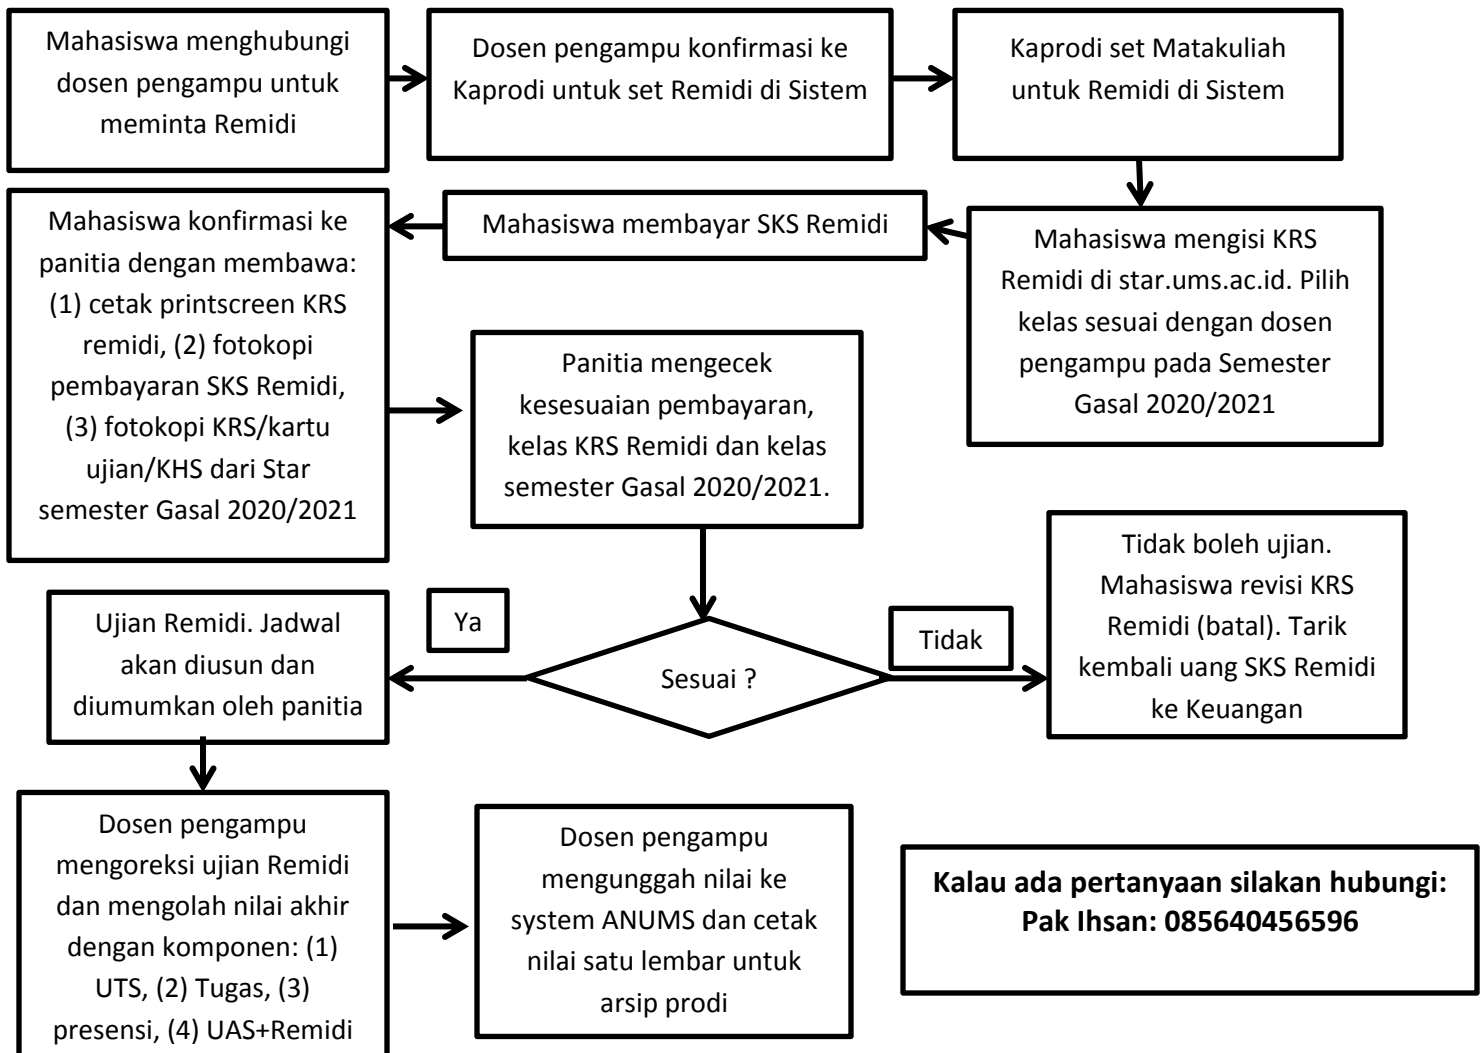 Mahasiswa menghubungi
dosen pengampu untuk
meminta Remidi
Dosen pengampu konfirmasi ke
Kaprodi untuk set Remidi di Sistem
Kaprodi set Matakuliah
untuk Remidi di Sistem
Mahasiswa mengisi KRS
Remidi di star.ums.ac.id. Pilih
kelas sesuai dengan dosen
pengampu pada Semester
Gasal 2020/2021
Mahasiswa membayar SKS Remidi
Mahasiswa konfirmasi ke
panitia dengan membawa:
(1) cetak printscreen KRS
remidi, (2) fotokopi
pembayaran SKS Remidi,
(3) fotokopi KRS/kartu
ujian/KHS dari Star
semester Gasal 2020/2021
Panitia mengecek
kesesuaian pembayaran,
kelas KRS Remidi dan kelas
semester Gasal 2020/2021.
Sesuai ?
Ya
Tidak
Tidak boleh ujian.
Mahasiswa revisi KRS
Remidi (batal). Tarik
kembali uang SKS Remidi
ke Keuangan
Ujian Remidi. Jadwal
akan diusun dan
diumumkan oleh panitia
Dosen pengampu
mengoreksi ujian Remidi
dan mengolah nilai akhir
dengan komponen: (1)
UTS, (2) Tugas, (3)
presensi, (4) UAS+Remidi
Dosen pengampu
mengunggah nilai ke
system ANUMS dan cetak
nilai satu lembar untuk
arsip prodi
Kalau ada pertanyaan silakan hubungi:
Pak Ihsan: 085640456596